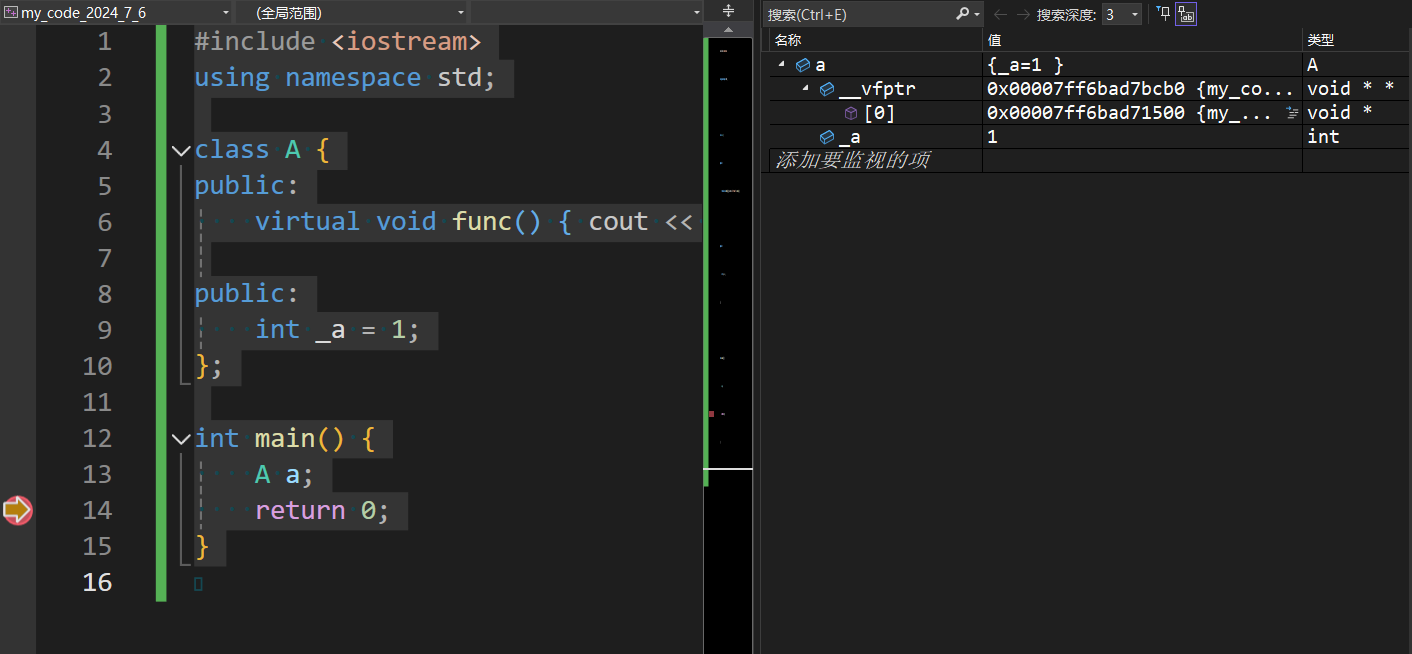 my_code_2024_7_6 (全局范围)
1 #include <iostream>
2 using namespace std;
3
4 class A {
5 public:
6 virtual void func() { cout <<
7
8 public:
9 int _a = 1;
10 };
11
12 int main() {
13 A a;
14 return 0;
15 }
16
搜索(Ctrl+E) 搜索深度: 3
名称 值 类型
a {_a=1 } A
__vfptr 0x00007ff6bad7bcb0 {my_co... void * *
[0] 0x00007ff6bad71500 {my_... void *
_a 1 int
添加要监视的项